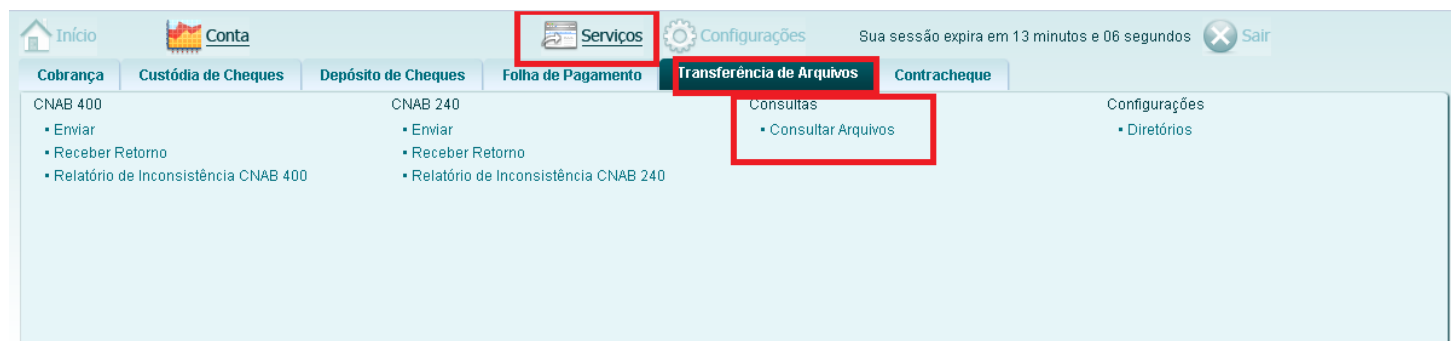 Início Conta Serviços Configurações Sua sessão expira em 13 minutos e 06 segundos Sair
Cobrança Custódia de Cheques Depósito de Cheques Folha de Pagamento Transferência de Arquivos Contracheque
CNAB 400 CNAB 240 Consultas Configurações
▪ Enviar ▪ Enviar ▪ Consultar Arquivos ▪ Diretórios
▪ Receber Retorno ▪ Receber Retorno
▪ Relatório de Inconsistência CNAB 400 ▪ Relatório de Inconsistência CNAB 240